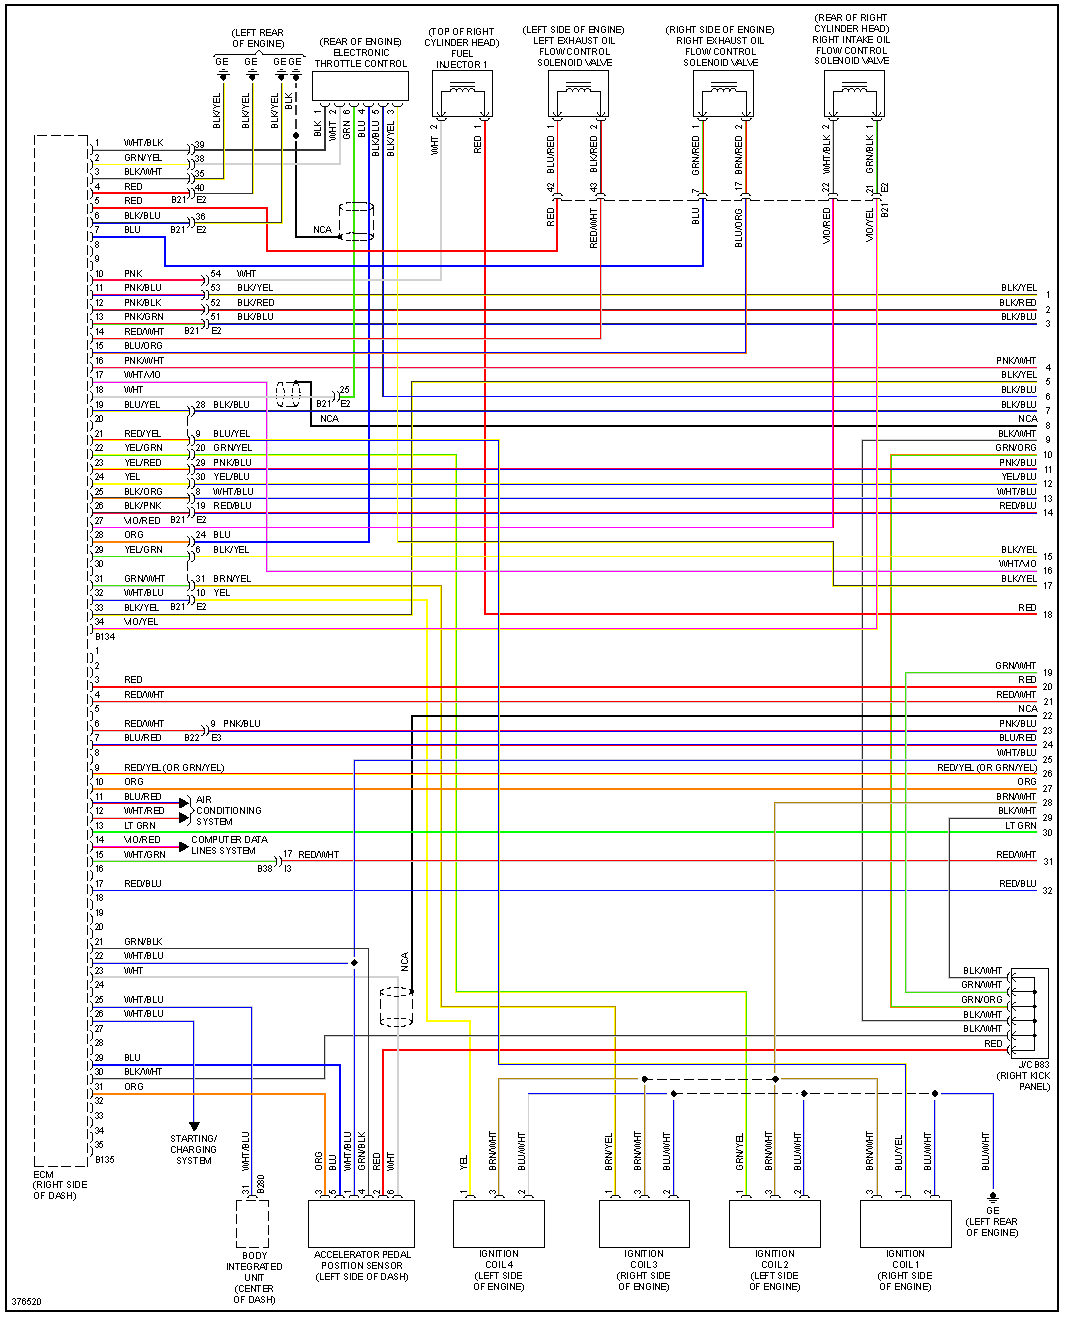 (LEFT REAR
OF ENGINE)
GE GE GE GE
BLK/YEL
BLK/YEL
BLK/YEL
BLK
(REAR OF ENGINE)
ELECTRONIC
THROTTLE CONTROL
BLK 1
WHT 2
GRN 6
BLU 4
BLK/BLU 5
BLK/YEL 3
(TOP OF RIGHT
CYLINDER HEAD)
FUEL
INJECTOR 1
WHT 2
RED 1
(LEFT SIDE OF ENGINE)
LEFT EXHAUST OIL
FLOW CONTROL
SOLENOID VALVE
BLU/RED 1
BLK/RED 2
42
43
RED
RED/WHT
(RIGHT SIDE OF ENGINE)
RIGHT EXHAUST OIL
FLOW CONTROL
SOLENOID VALVE
GRN/RED 1
BRN/RED 2
7
17
BLU
BLU/ORG
(REAR OF RIGHT
CYLINDER HEAD)
RIGHT INTAKE OIL
FLOW CONTROL
SOLENOID VALVE
WHT/BLK 2
GRN/BLK 1
22
21
E2
B21
VIO/RED
VIO/YEL
NCA
1 WHT/BLK 39
2 GRN/YEL 38
3 BLK/WHT 35
4 RED 40
B21 E2
5 RED
6 BLK/BLU 36
B21 E2
7 BLU
8
9
10 PNK 54 WHT
11 PNK/BLU 53 BLK/YEL BLK/YEL 1
12 PNK/BLK 52 BLK/RED BLK/RED 2
13 PNK/GRN 51 BLK/BLU BLK/BLU 3
B21 E2
14 RED/WHT
15 BLU/ORG
16 PNK/WHT PNK/WHT 4
17 WHT/VIO BLK/YEL 5
18 WHT 25 BLK/BLU 6
B21 E2
19 BLU/YEL 28 BLK/BLU BLK/BLU 7
20 NCA NCA 8
21 RED/YEL 9 BLU/YEL BLK/WHT 9
22 YEL/GRN 20 GRN/YEL GRN/ORG 10
23 YEL/RED 29 PNK/BLU PNK/BLU 11
24 YEL 30 YEL/BLU YEL/BLU 12
25 BLK/ORG 8 WHT/BLU WHT/BLU 13
26 BLK/PNK 19 RED/BLU RED/BLU 14
27 VIO/RED B21 E2
28 ORG 24 BLU
29 YEL/GRN 6 BLK/YEL BLK/YEL 15
30 WHT/VIO 16
31 GRN/WHT 31 BRN/YEL BLK/YEL 17
32 WHT/BLU 10 YEL
33 BLK/YEL B21 E2 RED 18
34 VIO/YEL
B134
1
2 GRN/WHT 19
3 RED RED 20
4 RED/WHT RED/WHT 21
5 NCA 22
6 RED/WHT 9 PNK/BLU PNK/BLU 23
7 BLU/RED B22 E3 BLU/RED 24
8 WHT/BLU 25
9 RED/YEL (OR GRN/YEL) RED/YEL (OR GRN/YEL) 26
10 ORG ORG 27
11 BLU/RED BRN/WHT 28
12 WHT/RED BLK/WHT 29
AIR
CONDITIONING
SYSTEM
13 LT GRN LT GRN 30
14 VIO/RED
COMPUTER DATA
LINES SYSTEM
15 WHT/GRN 17 RED/WHT RED/WHT 31
16 B38 I3
17 RED/BLU RED/BLU 32
18
19
20
21 GRN/BLK
22 WHT/BLU
23 WHT
24
25 WHT/BLU
26 WHT/BLU
27
28
29 BLU
30 BLK/WHT
31 ORG
32
33
34
35
B135
NCA
BLK/WHT
GRN/WHT
GRN/ORG
BLK/WHT
BLK/WHT
RED
J/C B83
(RIGHT KICK
PANEL)
ECM
(RIGHT SIDE
OF DASH)
STARTING/
CHARGING
SYSTEM
WHT/BLU
31
B280
BODY
INTEGRATED
UNIT
(CENTER
OF DASH)
ORG 3
BLU 5
WHT/BLU 1
GRN/BLK 4
RED 2
WHT 6
ACCELERATOR PEDAL
POSITION SENSOR
(LEFT SIDE OF DASH)
YEL 1
BRN/WHT 3
BLU/WHT 2
IGNITION
COIL 4
(LEFT SIDE
OF ENGINE)
BRN/YEL 1
BRN/WHT 3
BLU/WHT 2
IGNITION
COIL 3
(RIGHT SIDE
OF ENGINE)
GRN/YEL 1
BRN/WHT 3
BLU/WHT 2
IGNITION
COIL 2
(LEFT SIDE
OF ENGINE)
BRN/WHT 3
BLU/YEL 1
BLU/WHT 2
IGNITION
COIL 1
(RIGHT SIDE
OF ENGINE)
BLU/WHT
GE
(LEFT REAR
OF ENGINE)
376520